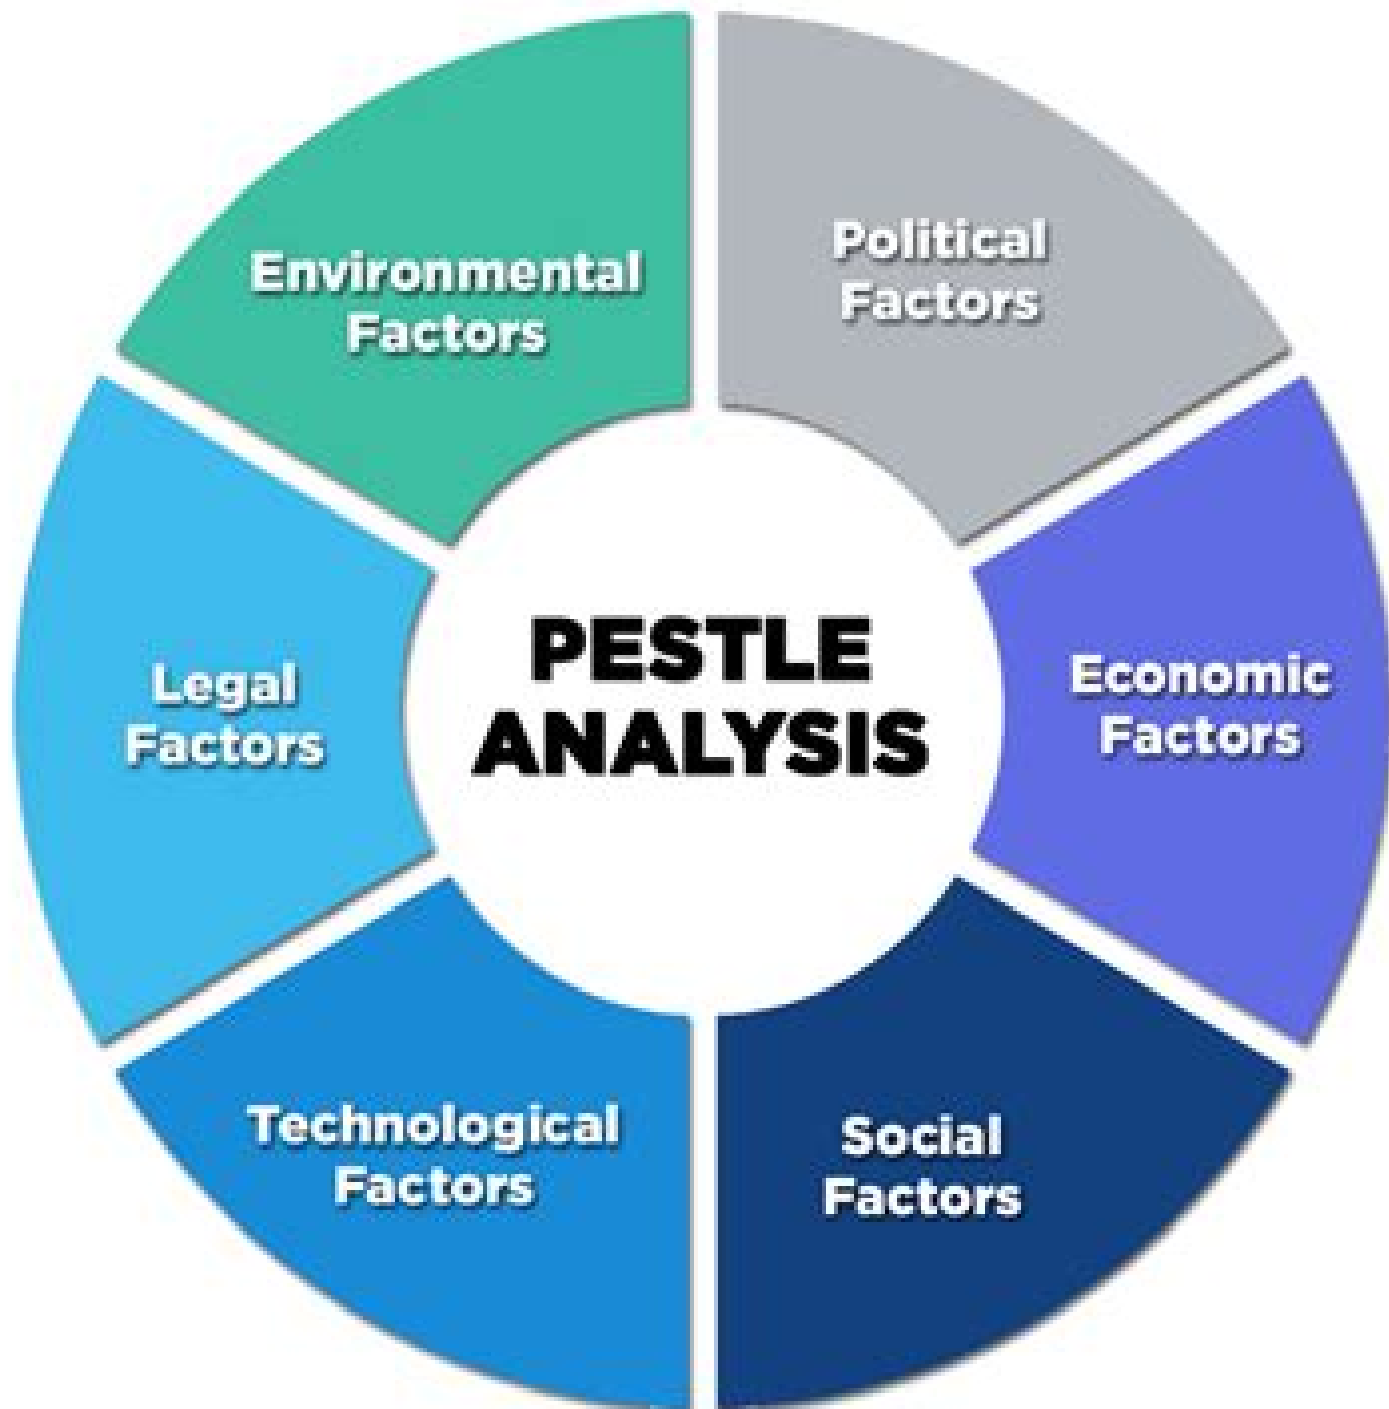 PESTLE
ANALYSIS
Political
Factors
Economic
Factors
Social
Factors
Technological
Factors
Legal
Factors
Environmental
Factors